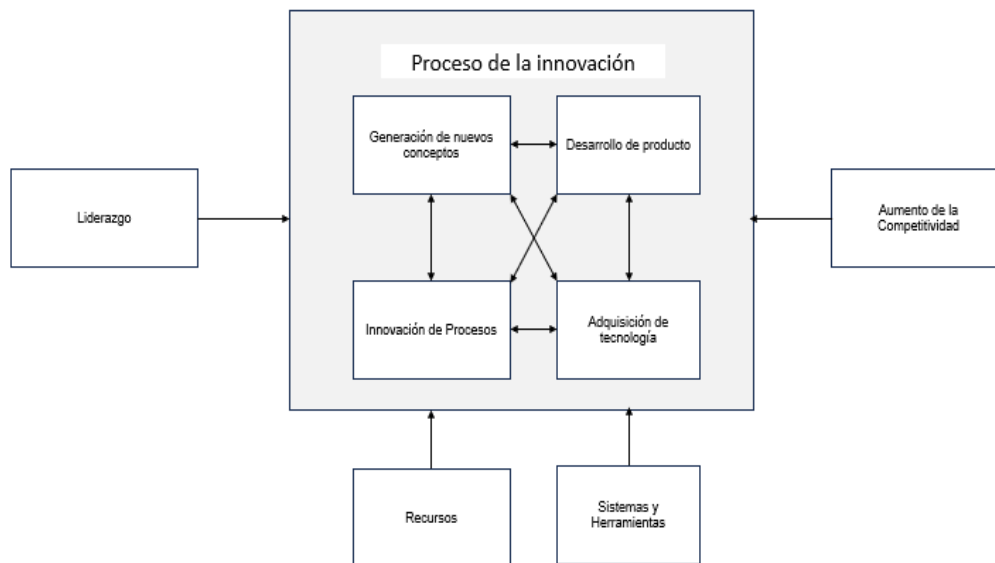 Proceso de la innovación
Generación de nuevos
conceptos
Desarrollo de producto
Liderazgo
Aumento de la
Competitividad
Innovación de Procesos
Adquisición de
tecnología
Recursos
Sistemas y
Herramientas